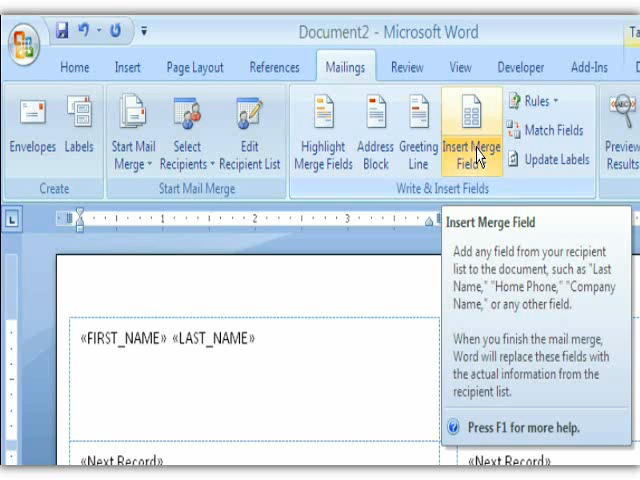 Document2 - Microsoft Word
Home Insert Page Layout References Mailings Review View Developer Add-Ins
Envelopes Labels Start Mail Merge Select Recipients Edit Recipient List Highlight Merge Fields Address Block Greeting Line Insert Merge Field Rules Match Fields Update Labels Preview Results
Create Start Mail Merge Write & Insert Fields
1 2 3
Insert Merge Field
Add any field from your recipient
list to the document, such as "Last
Name," "Home Phone," "Company
Name," or any other field.
When you finish the mail merge,
Word will replace these fields with
the actual information from the
recipient list.
Press F1 for more help.
«FIRST_NAME» «LAST_NAME»
«Next Record» «Next Record»